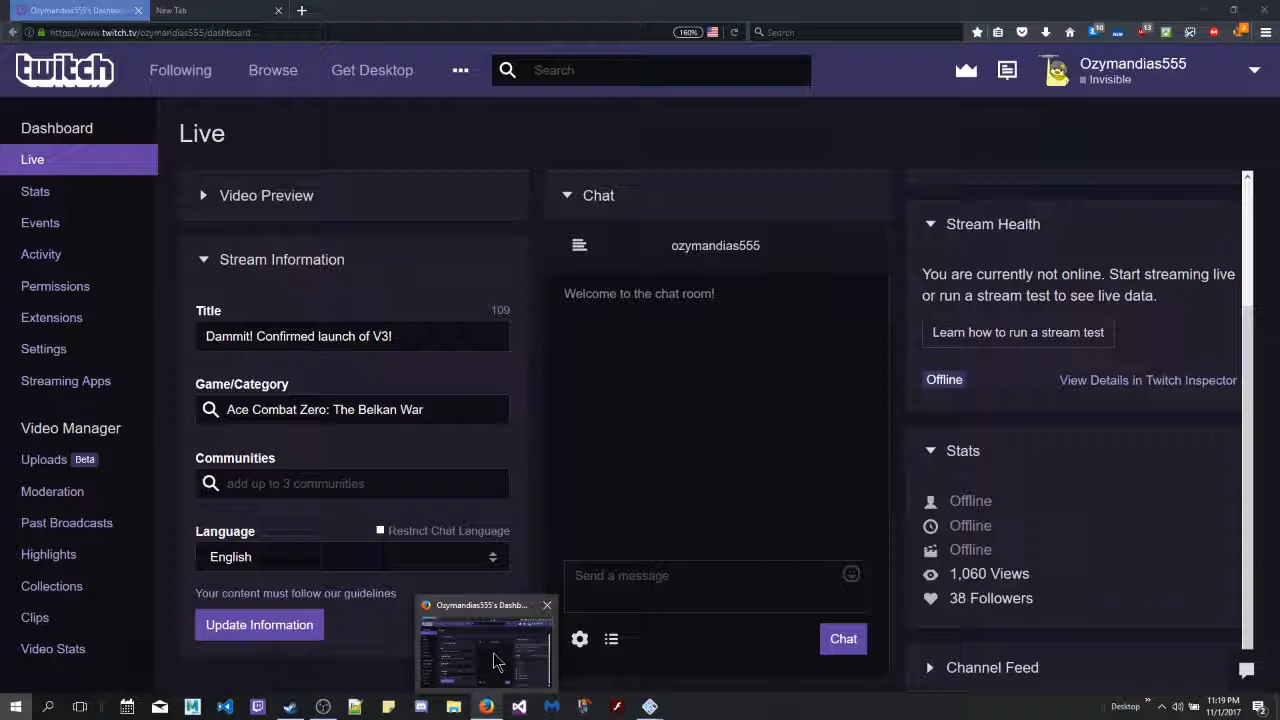 Ozymandias555's Dashbo...
New Tab
https://www.twitch.tv/ozymandias555/dashboard
160%
Search
10
13
2
twitch
Following
Browse
Get Desktop
Search
Ozymandias555
Invisible
Dashboard
Live
Stats
Events
Activity
Permissions
Extensions
Settings
Streaming Apps
Video Manager
Uploads Beta
Moderation
Past Broadcasts
Highlights
Collections
Clips
Video Stats
Live
Video Preview
Stream Information
Title 109
Dammit! Confirmed launch of V3!
Game/Category
Ace Combat Zero: The Belkan War
Communities
add up to 3 communities
Language Restrict Chat Language
English
Your content must follow our guidelines
Update Information
Chat
ozymandias555
Welcome to the chat room!
Send a message
Chat
Stream Health
You are currently not online. Start streaming live
or run a stream test to see live data.
Learn how to run a stream test
Offline View Details in Twitch Inspector
Stats
Offline
Offline
Offline
1,060 Views
38 Followers
Channel Feed
Ozymandias555's Dashb...
Desktop
11:19 PM
11/1/2017
2